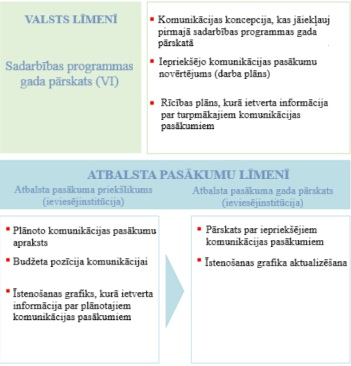 VALSTS LĪMENĪ
Sadarbības programmas
gada pārskats (VI)
Komunikācijas koncepcija, kas jāiekļauj
pirmajā sadarbības programmas gada
pārskatā
Iepriekšējo komunikācijas pasākumu
novērtējums (darba plāns)
Rīcības plāns, kurā ietverta informācija
par turpmākajiem komunikācijas
pasākumiem
ATBALSTA PASĀKUMU LĪMENĪ
Atbalsta pasākuma priekšlikums
(ieviesējinstitūcija)
Atbalsta pasākuma gada pārskats
(ieviesējinstitūcija)
Plānoto komunikācijas pasākumu
apraksts
Budžeta pozīcija komunikācijai
Īstenošanas grafiks, kurā ietverta
informācija par plānotajiem
komunikācijas pasākumiem
Pārskats par iepriekšējiem
komunikācijas pasākumiem
Īstenošanas grafika aktualizēšana